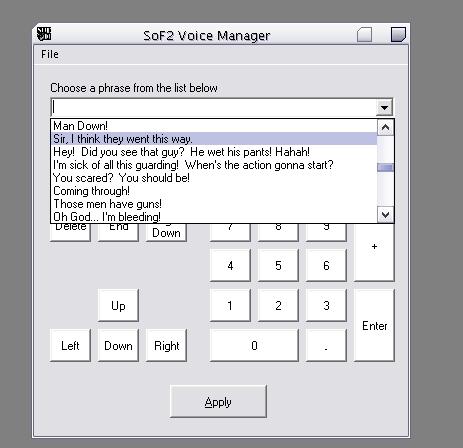 SoF2 Voice Manager
File
Choose a phrase from the list below
Man Down!
Sir, I think they went this way.
Hey!  Did you see that guy?  He wet his pants! Hahah!
I'm sick of all this guarding!  When's the action gonna start?
You scared?  You should be!
Coming through!
Those men have guns!
Oh God... I'm bleeding!
Delete End Down 7 8 9 +
4 5 6
Up 1 2 3 Enter
Left Down Right 0 .
Apply